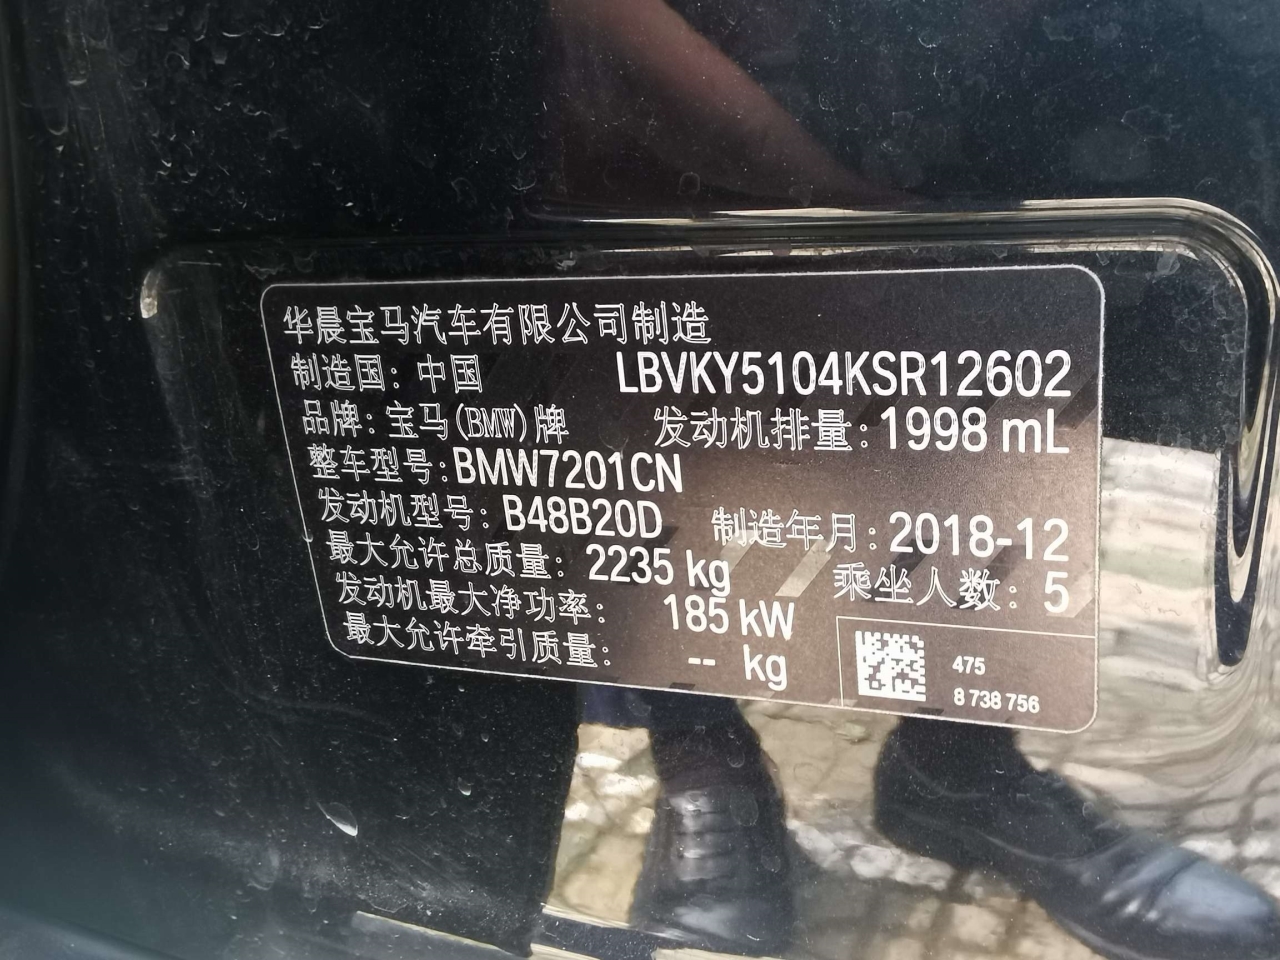 华晨宝马汽车有限公司制造
制造国：中国 LBVKY5104KSR12602
品牌：宝马(BMW)牌 发动机排量：1998 mL
整车型号：BMW7201CN
发动机型号：B48B20D 制造年月：2018-12
最大允许总质量：2235 kg 乘坐人数：5
发动机最大净功率： 185 kW
最大允许牵引质量： -- kg
475
8 738 756